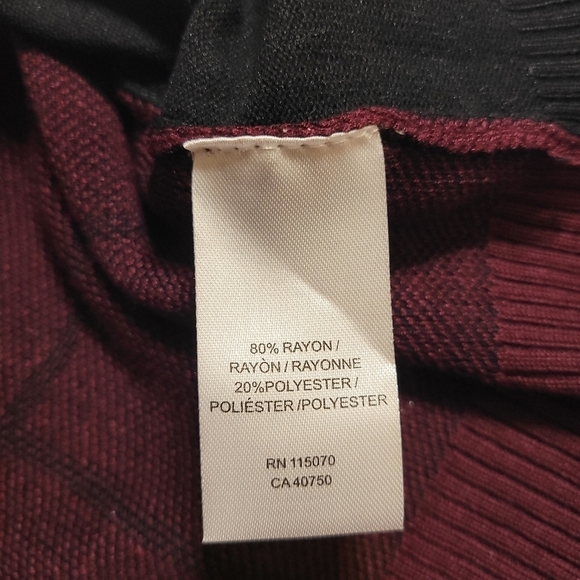 80% RAYON /
RAYÒN / RAYONNE
20%POLYESTER /
POLIÉSTER /POLYESTER
RN 115070
CA 40750